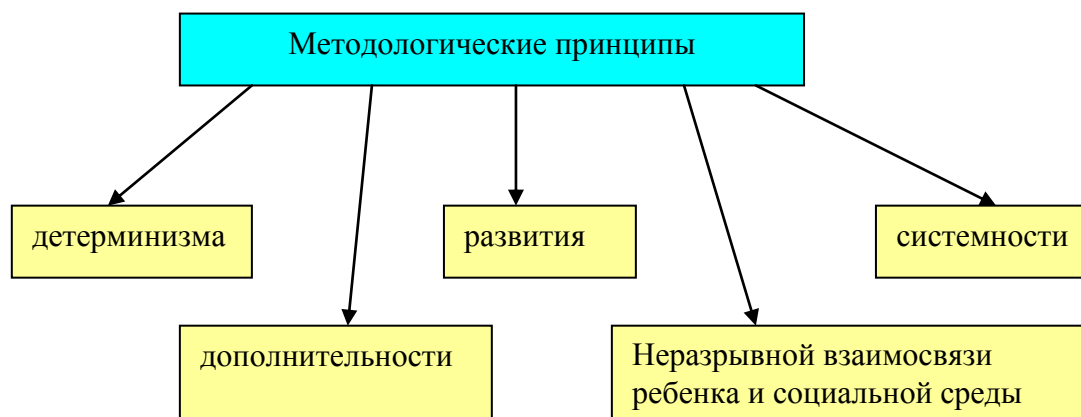 Методологические принципы
детерминизма
развития
системности
дополнительности
Неразрывной взаимосвязи
ребенка и социальной среды